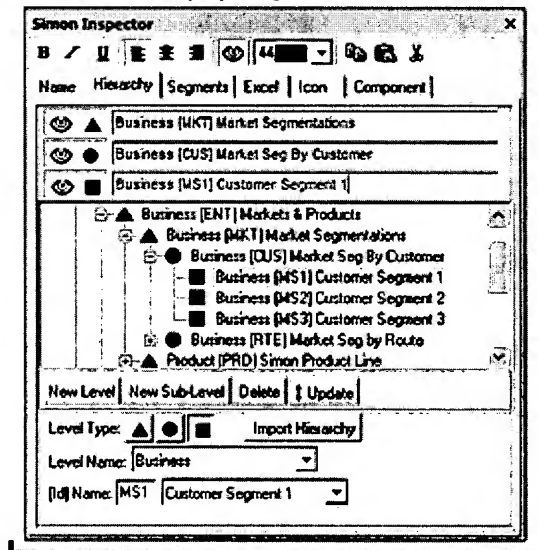 Simon Inspector ×
B I U 44
Name Hierarchy Segments Excel Icon Component
Business [MKT] Market Segmentations
Business [CUS] Market Seg By Customer
Business [MS1] Customer Segment 1
Business [ENT] Markets & Products
Business [MKT] Market Segmentations
Business [CUS] Market Seg By Customer
Business [MS1] Customer Segment 1
Business [MS2] Customer Segment 2
Business [MS3] Customer Segment 3
Business [RTE] Market Seg by Route
Product [PRD] Simon Product Line
New Level New Sub-Level Delete ↕ Update
Level Type: Import Hierarchy
Level Name: Business
[Id] Name: MS1 Customer Segment 1